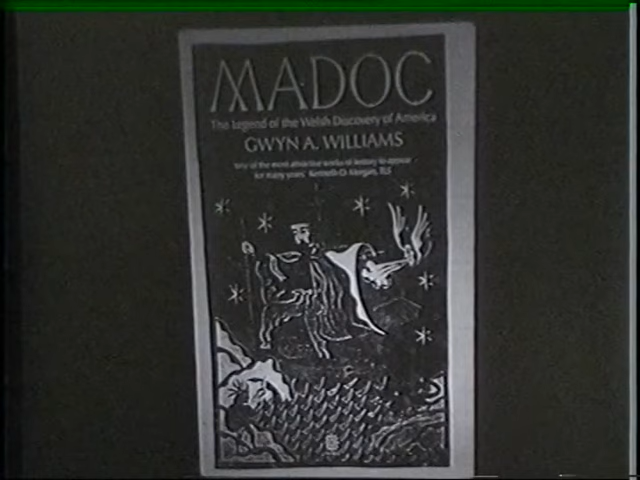 MADOC
The Legend of the Welsh Discovery of America
GWYN A. WILLIAMS
'one of the most attractive works of history to appear
for many years' Kenneth O. Morgan, TLS